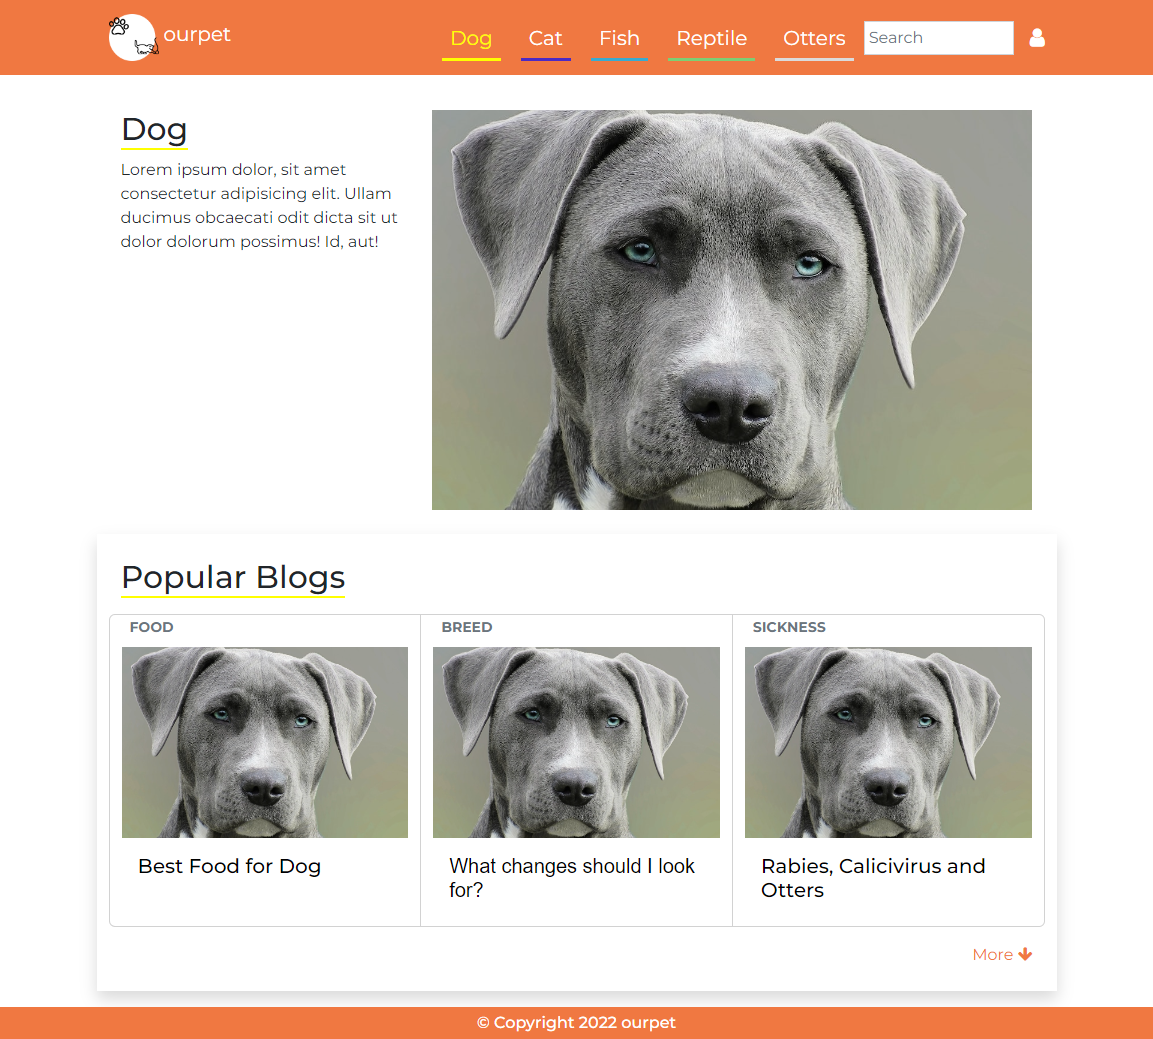 ourpet
Dog
Cat
Fish
Reptile
Otters
Search
Dog
Lorem ipsum dolor, sit amet
consectetur adipisicing elit. Ullam
ducimus obcaecati odit dicta sit ut
dolor dolorum possimus! Id, aut!
Popular Blogs
FOOD
Best Food for Dog
BREED
What changes should I look
for?
SICKNESS
Rabies, Calicivirus and
Otters
More
© Copyright 2022 ourpet